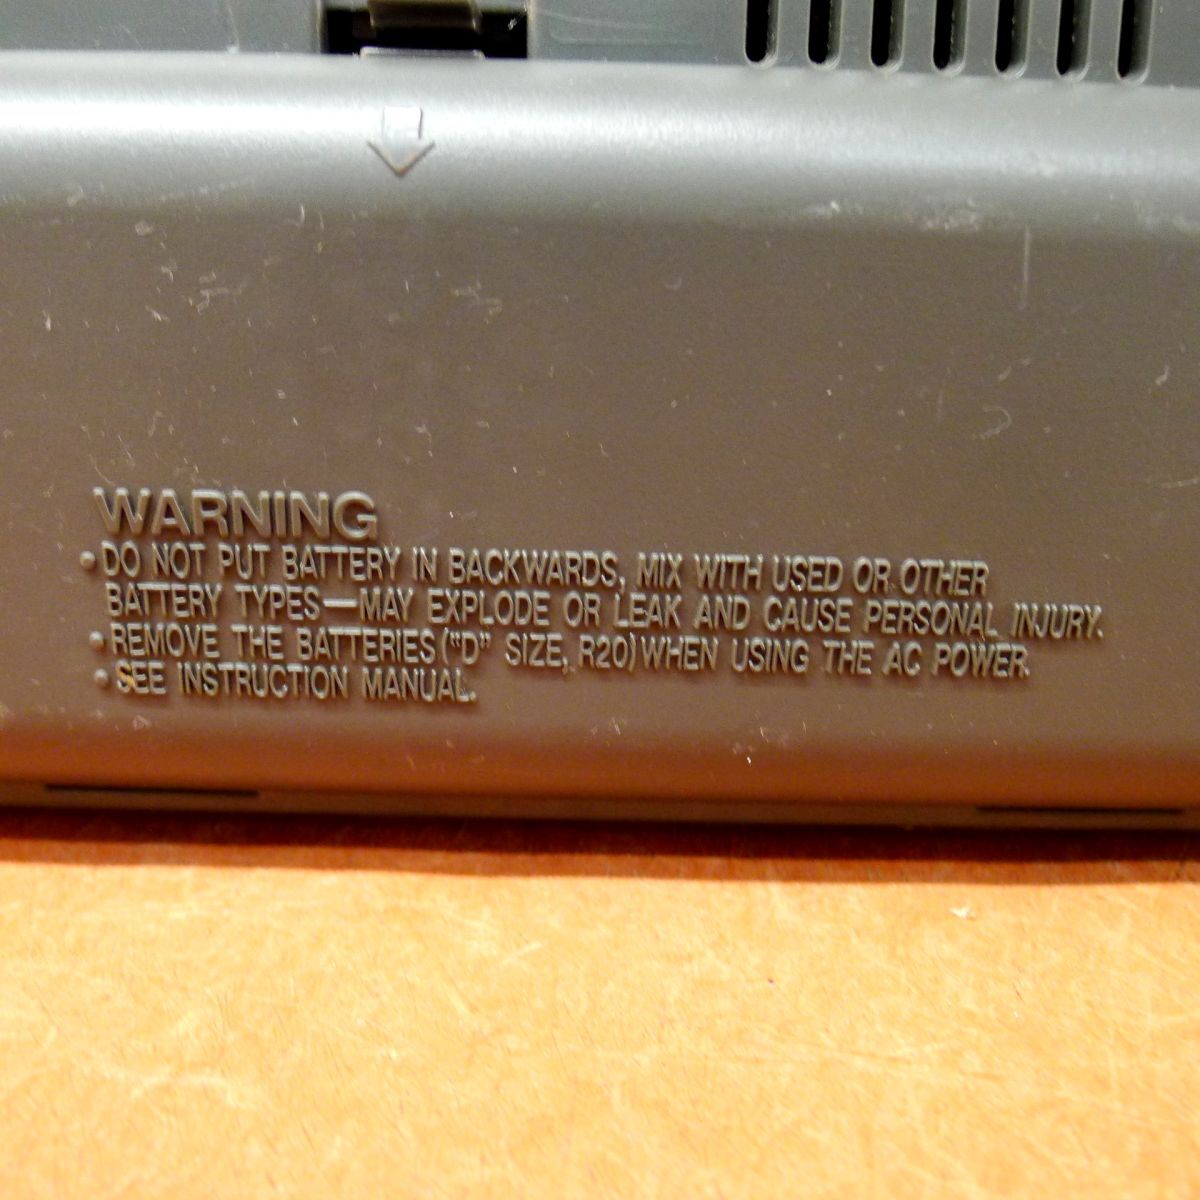 WARNING
• DO NOT PUT BATTERY IN BACKWARDS, MIX WITH USED OR OTHER
BATTERY TYPES—MAY EXPLODE OR LEAK AND CAUSE PERSONAL INJURY.
• REMOVE THE BATTERIES ("D" SIZE, R20) WHEN USING THE AC POWER.
• SEE INSTRUCTION MANUAL.